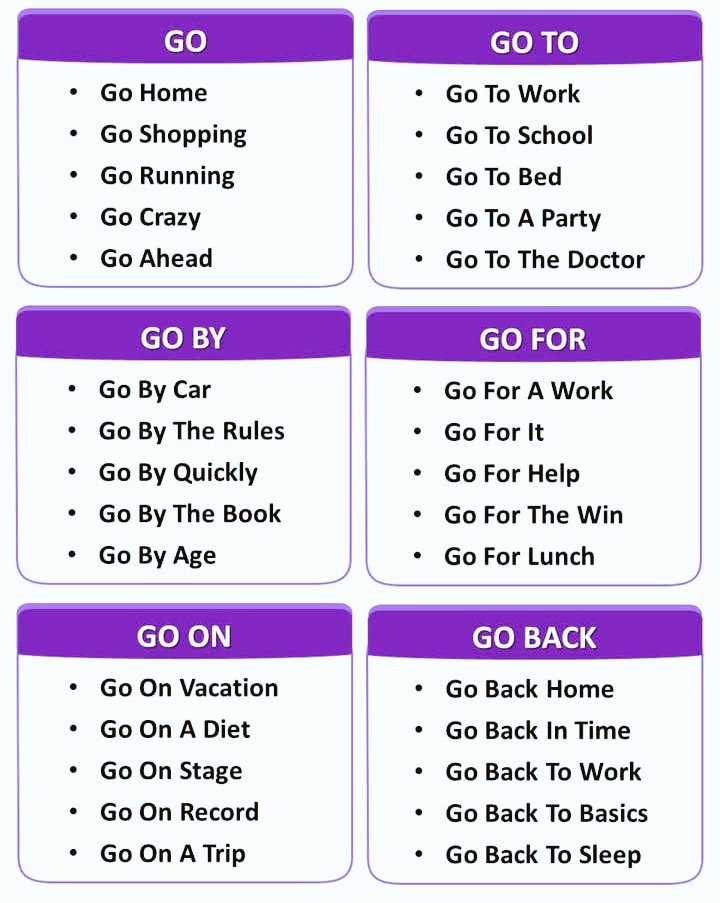 GO
• Go Home
• Go Shopping
• Go Running
• Go Crazy
• Go Ahead
GO TO
• Go To Work
• Go To School
• Go To Bed
• Go To A Party
• Go To The Doctor
GO BY
• Go By Car
• Go By The Rules
• Go By Quickly
• Go By The Book
• Go By Age
GO FOR
• Go For A Work
• Go For It
• Go For Help
• Go For The Win
• Go For Lunch
GO ON
• Go On Vacation
• Go On A Diet
• Go On Stage
• Go On Record
• Go On A Trip
GO BACK
• Go Back Home
• Go Back In Time
• Go Back To Work
• Go Back To Basics
• Go Back To Sleep